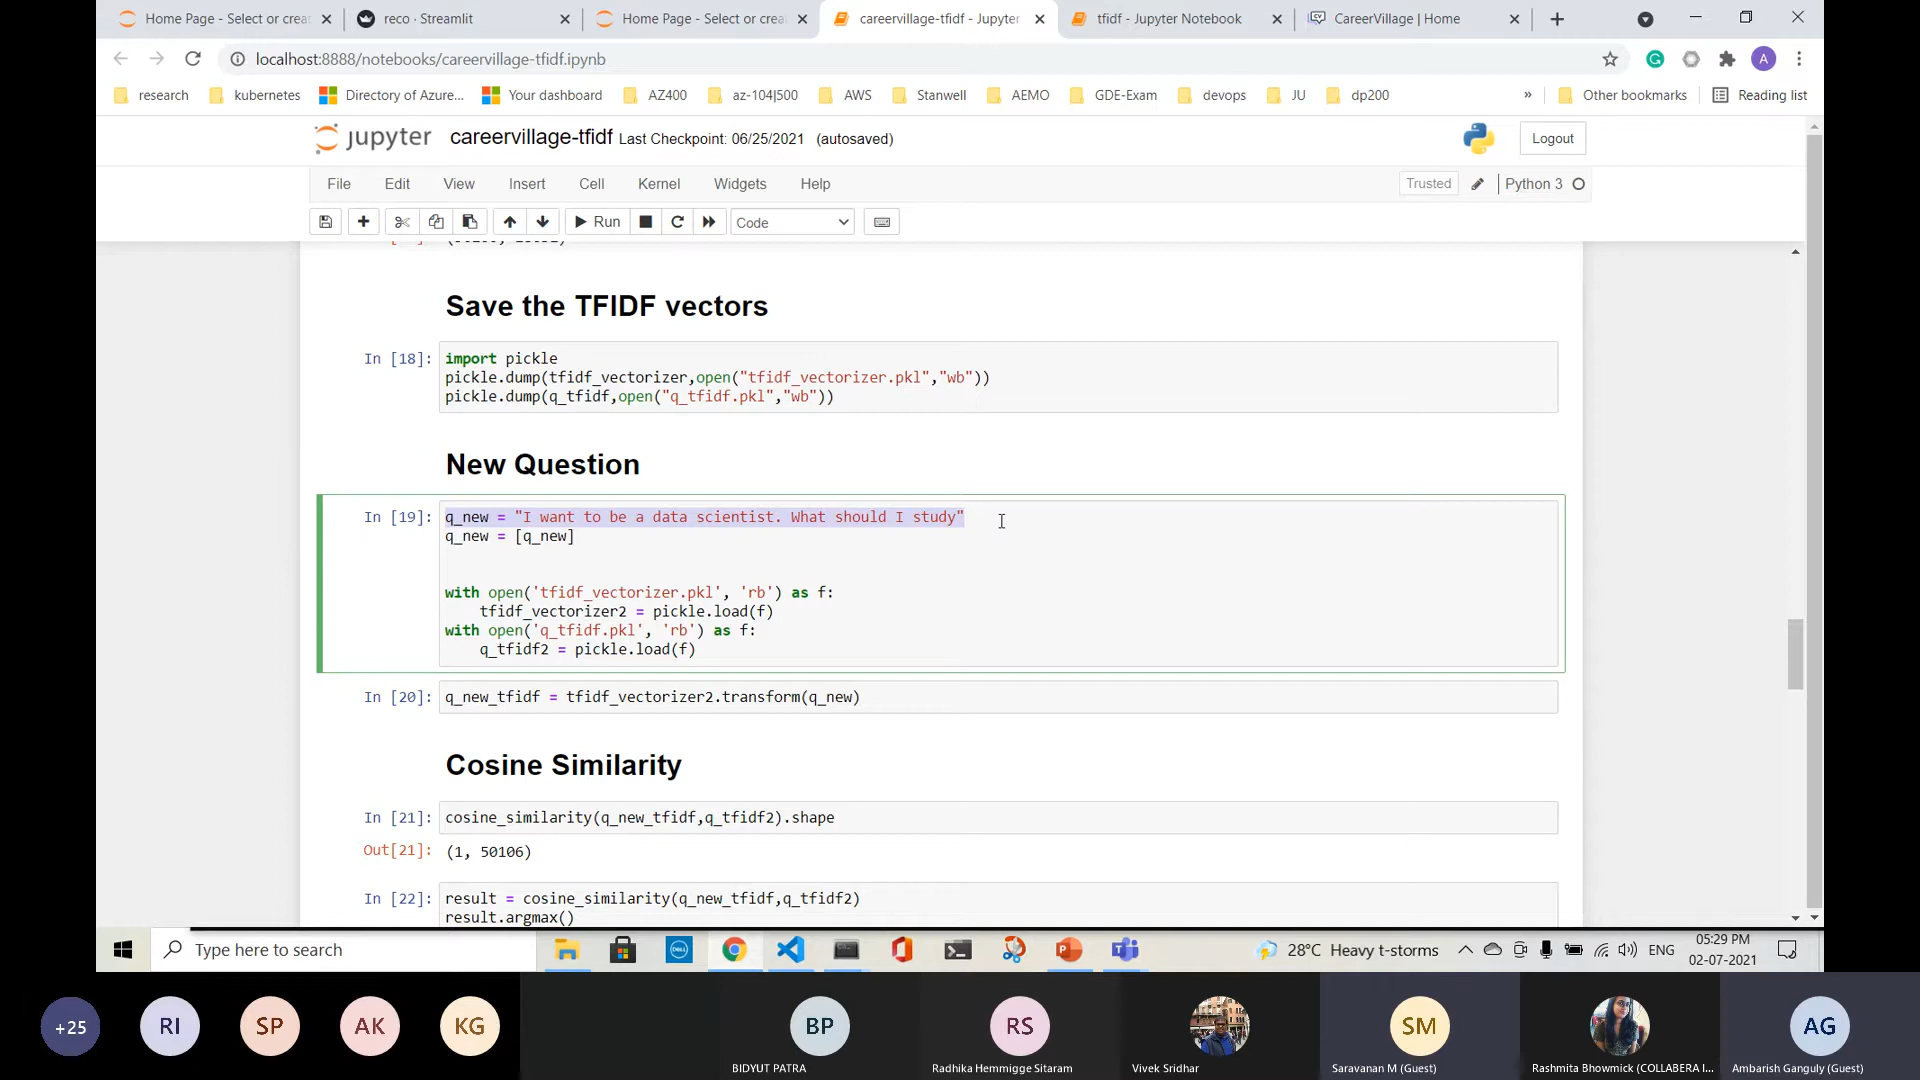 Home Page - Select or crea
reco · Streamlit
Home Page - Select or crea
careervillage-tfidf - Jupyter
tfidf - Jupyter Notebook
CareerVillage | Home
localhost:8888/notebooks/careervillage-tfidf.ipynb
A
research
kubernetes
Directory of Azure...
Your dashboard
AZ400
az-104|500
AWS
Stanwell
AEMO
GDE-Exam
devops
JU
dp200
»
Other bookmarks
Reading list
jupyter
careervillage-tfidf Last Checkpoint: 06/25/2021 (autosaved)
Logout
File Edit View Insert Cell Kernel Widgets Help
Trusted
Python 3
Run
Code
Save the TFIDF vectors
In [18]: import pickle
pickle.dump(tfidf_vectorizer,open("tfidf_vectorizer.pkl","wb"))
pickle.dump(q_tfidf,open("q_tfidf.pkl","wb"))
New Question
In [19]: q_new = "I want to be a data scientist. What should I study"
q_new = [q_new]
with open('tfidf_vectorizer.pkl', 'rb') as f:
tfidf_vectorizer2 = pickle.load(f)
with open('q_tfidf.pkl', 'rb') as f:
q_tfidf2 = pickle.load(f)
In [20]: q_new_tfidf = tfidf_vectorizer2.transform(q_new)
Cosine Similarity
In [21]: cosine_similarity(q_new_tfidf,q_tfidf2).shape
Out[21]: (1, 50106)
In [22]: result = cosine_similarity(q_new_tfidf,q_tfidf2)
result.argmax()
Type here to search
DELL
28°C Heavy t-storms
ENG
05:29 PM
02-07-2021
+25
RI
SP
AK
KG
BP
RS
SM
AG
BIDYUT PATRA
Radhika Hemmigge Sitaram
Vivek Sridhar
Saravanan M (Guest)
Rashmita Bhowmick (COLLABERA I...
Ambarish Ganguly (Guest)